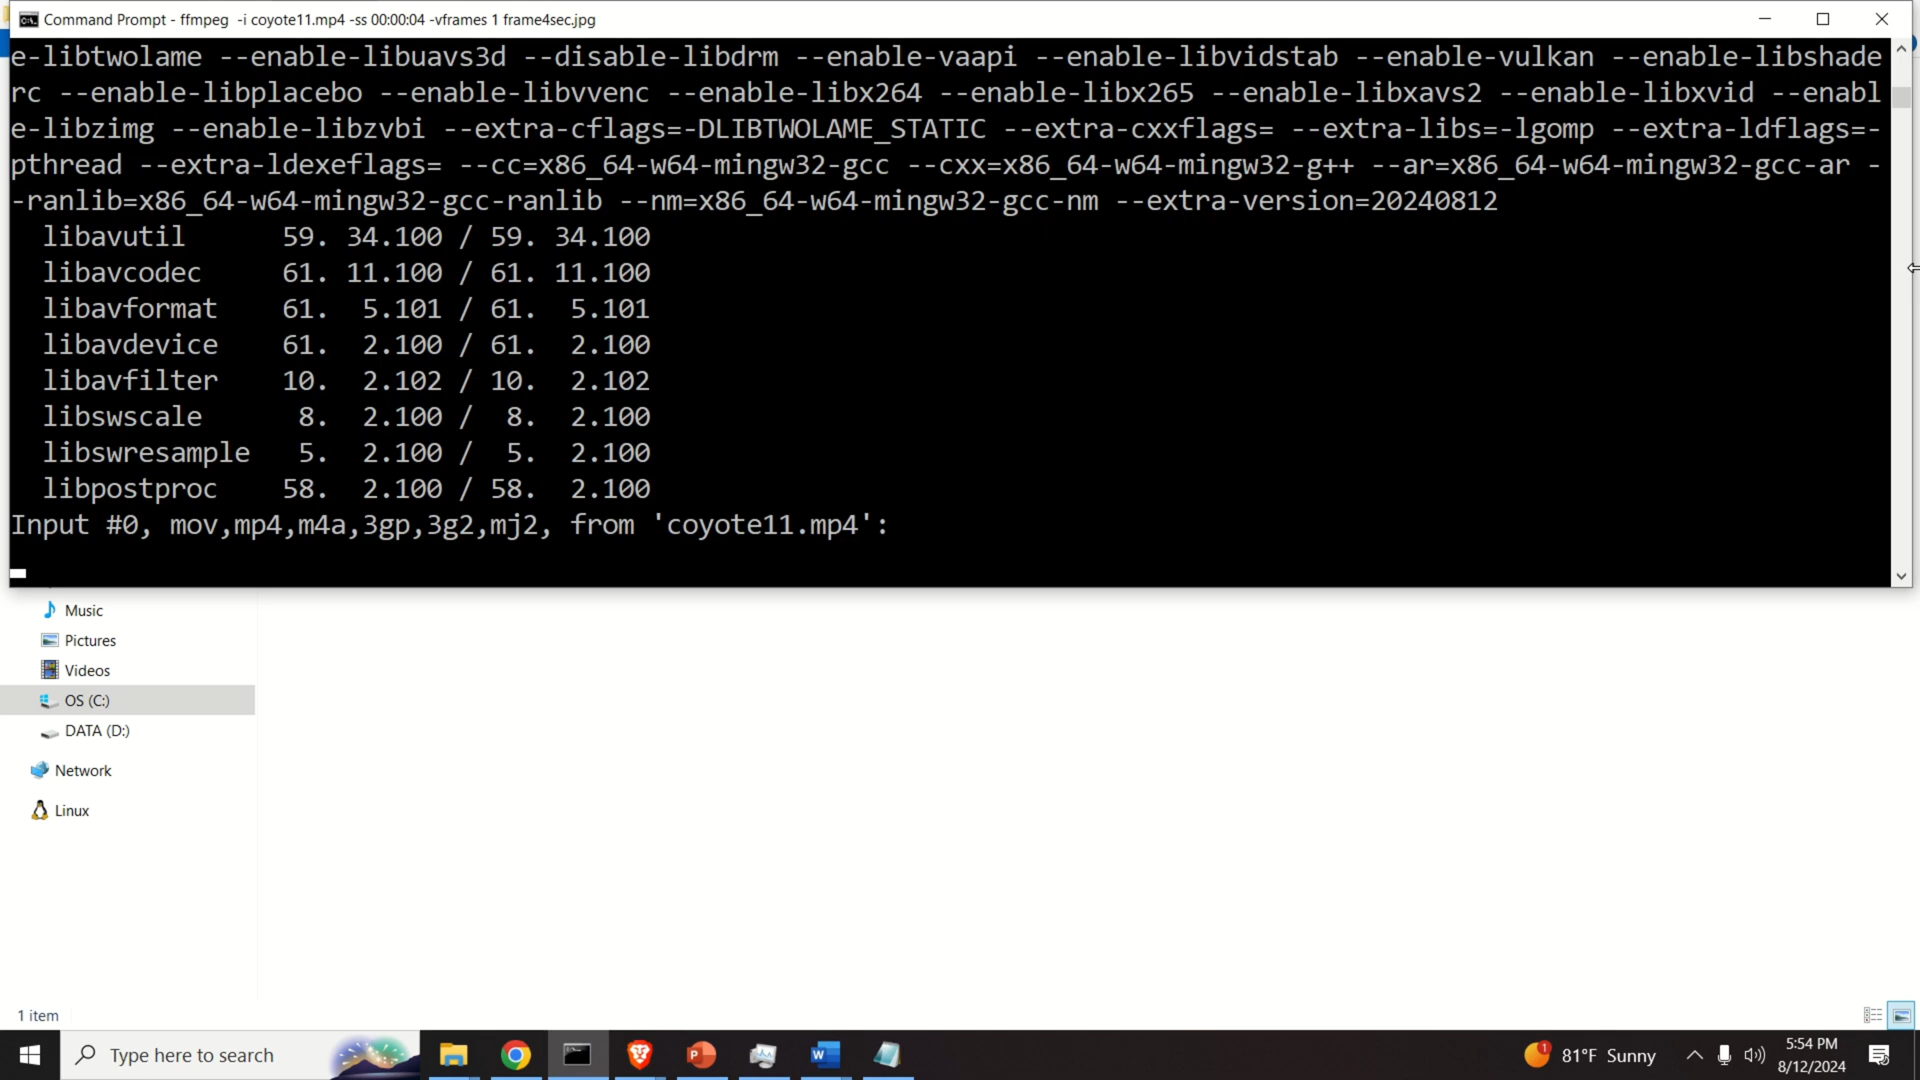 Command Prompt - ffmpeg -i coyote11.mp4 -ss 00:00:04 -vframes 1 frame4sec.jpg
e-libtwolame --enable-libuavs3d --disable-libdrm --enable-vaapi --enable-libvidstab --enable-vulkan --enable-libshade
rc --enable-libplacebo --enable-libvvenc --enable-libx264 --enable-libx265 --enable-libxavs2 --enable-libxvid --enabl
e-libzimg --enable-libzvbi --extra-cflags=-DLIBTWOLAME_STATIC --extra-cxxflags= --extra-libs=-lgomp --extra-ldflags=-
pthread --extra-ldexeflags= --cc=x86_64-w64-mingw32-gcc --cxx=x86_64-w64-mingw32-g++ --ar=x86_64-w64-mingw32-gcc-ar -
-ranlib=x86_64-w64-mingw32-gcc-ranlib --nm=x86_64-w64-mingw32-gcc-nm --extra-version=20240812
  libavutil      59. 34.100 / 59. 34.100
  libavcodec     61. 11.100 / 61. 11.100
  libavformat    61.  5.101 / 61.  5.101
  libavdevice    61.  2.100 / 61.  2.100
  libavfilter    10.  2.102 / 10.  2.102
  libswscale      8.  2.100 /  8.  2.100
  libswresample   5.  2.100 /  5.  2.100
  libpostproc    58.  2.100 / 58.  2.100
Input #0, mov,mp4,m4a,3gp,3g2,mj2, from 'coyote11.mp4':
Music
Pictures
Videos
OS (C:)
DATA (D:)
Network
Linux
1 item
Type here to search
81°F Sunny
5:54 PM
8/12/2024